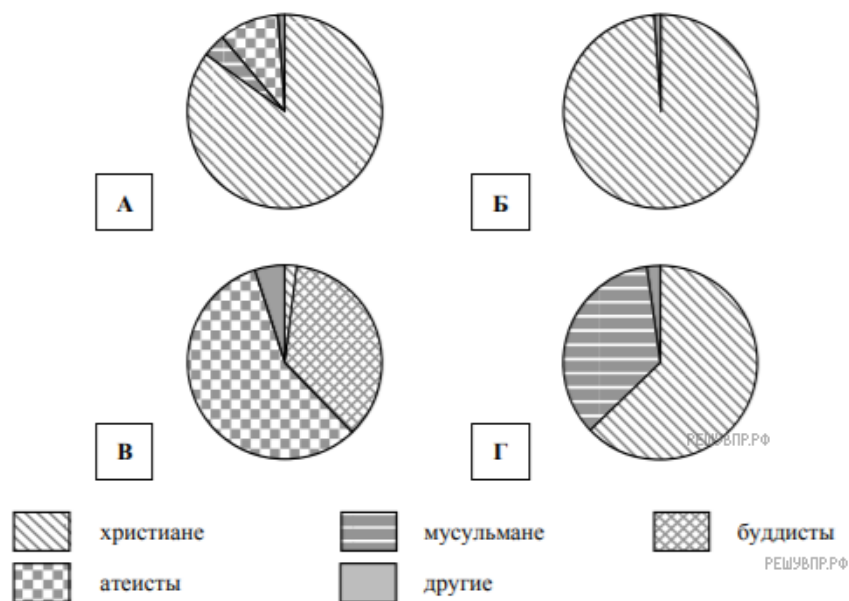 А
Б
В
Г
РЕШУВПР.РФ
христиане
мусульмане
буддисты
РЕШУВПР.РФ
атеисты
другие